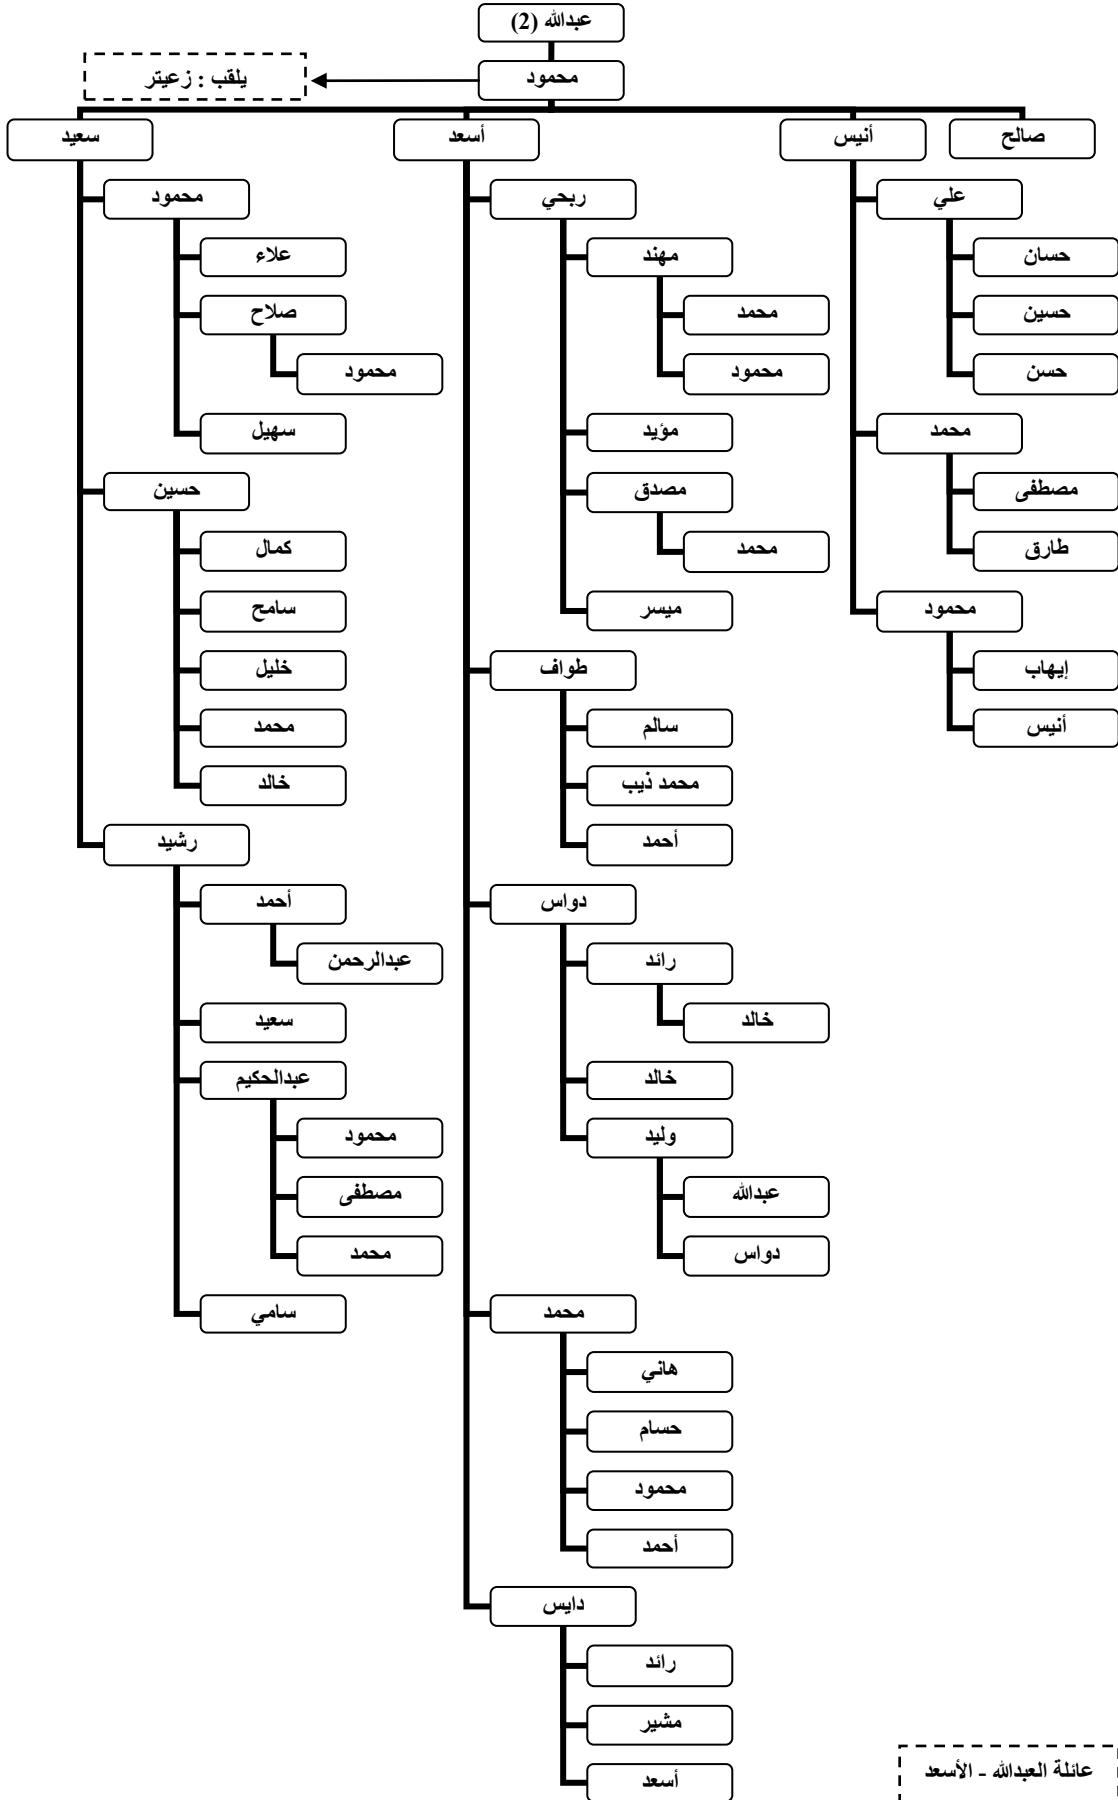 عبدالله (2)
محمود
يلقب : زعيتر
صالح
أنيس
علي
حسان
حسين
حسن
محمد
مصطفى
طارق
محمود
إيهاب
أنيس
أسعد
ربحي
مهند
محمد
محمود
مؤيد
مصدق
محمد
ميسر
طواف
سالم
محمد ذيب
أحمد
دواس
رائد
خالد
خالد
وليد
عبدالله
دواس
محمد
هاني
حسام
محمود
أحمد
دايس
رائد
مشير
أسعد
سعيد
محمود
علاء
صلاح
محمود
سهيل
حسين
كمال
سامح
خليل
محمد
خالد
رشيد
أحمد
عبدالرحمن
سعيد
عبدالحكيم
محمود
مصطفى
محمد
سامي
عائلة العبدالله - الأسعد